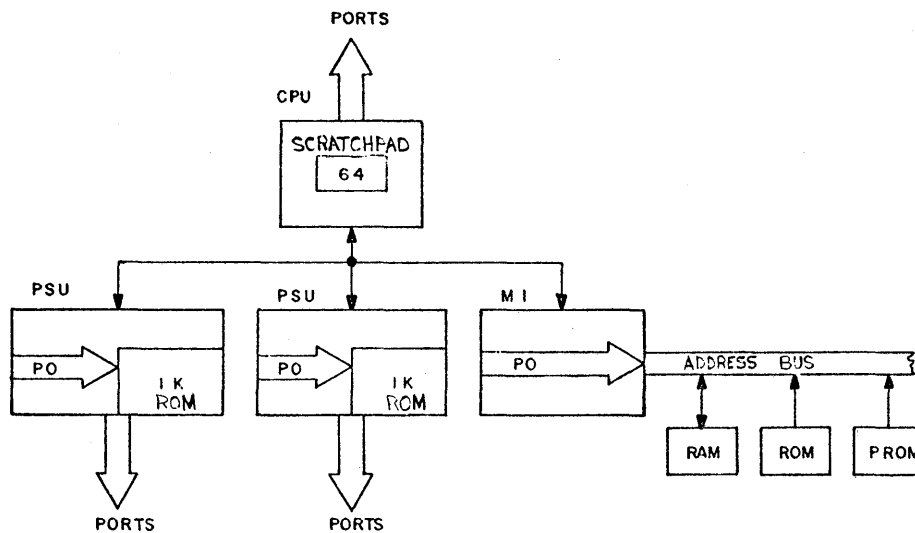 PORTS
CPU
SCRATCHPAD
64
PSU
PSU
MI
PO
1K
ROM
PO
1K
ROM
PO
ADDRESS BUS
RAM
ROM
PROM
PORTS
PORTS